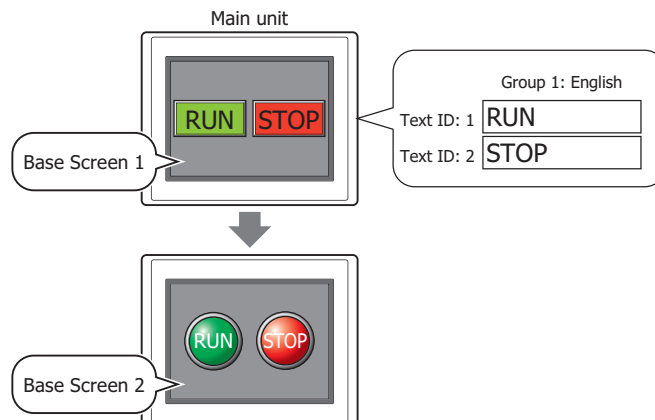 Main unit
RUN STOP
Base Screen 1
Group 1: English
Text ID: 1 RUN
Text ID: 2 STOP
RUN STOP
Base Screen 2